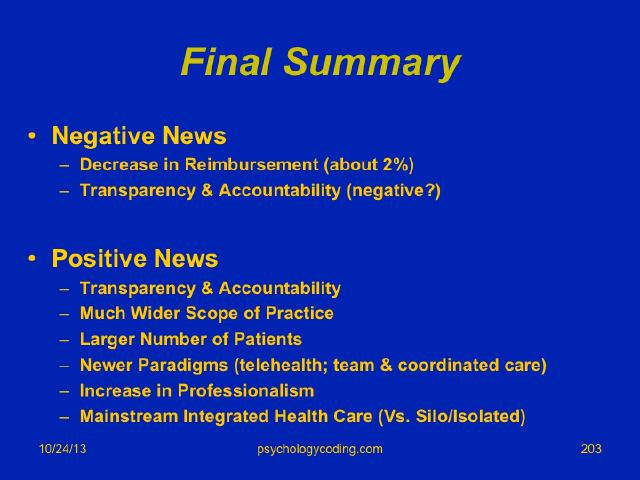 Final Summary
• Negative News
– Decrease in Reimbursement (about 2%)
– Transparency & Accountability (negative?)
• Positive News
– Transparency & Accountability
– Much Wider Scope of Practice
– Larger Number of Patients
– Newer Paradigms (telehealth; team & coordinated care)
– Increase in Professionalism
– Mainstream Integrated Health Care (Vs. Silo/Isolated)
10/24/13 psychologycoding.com 203